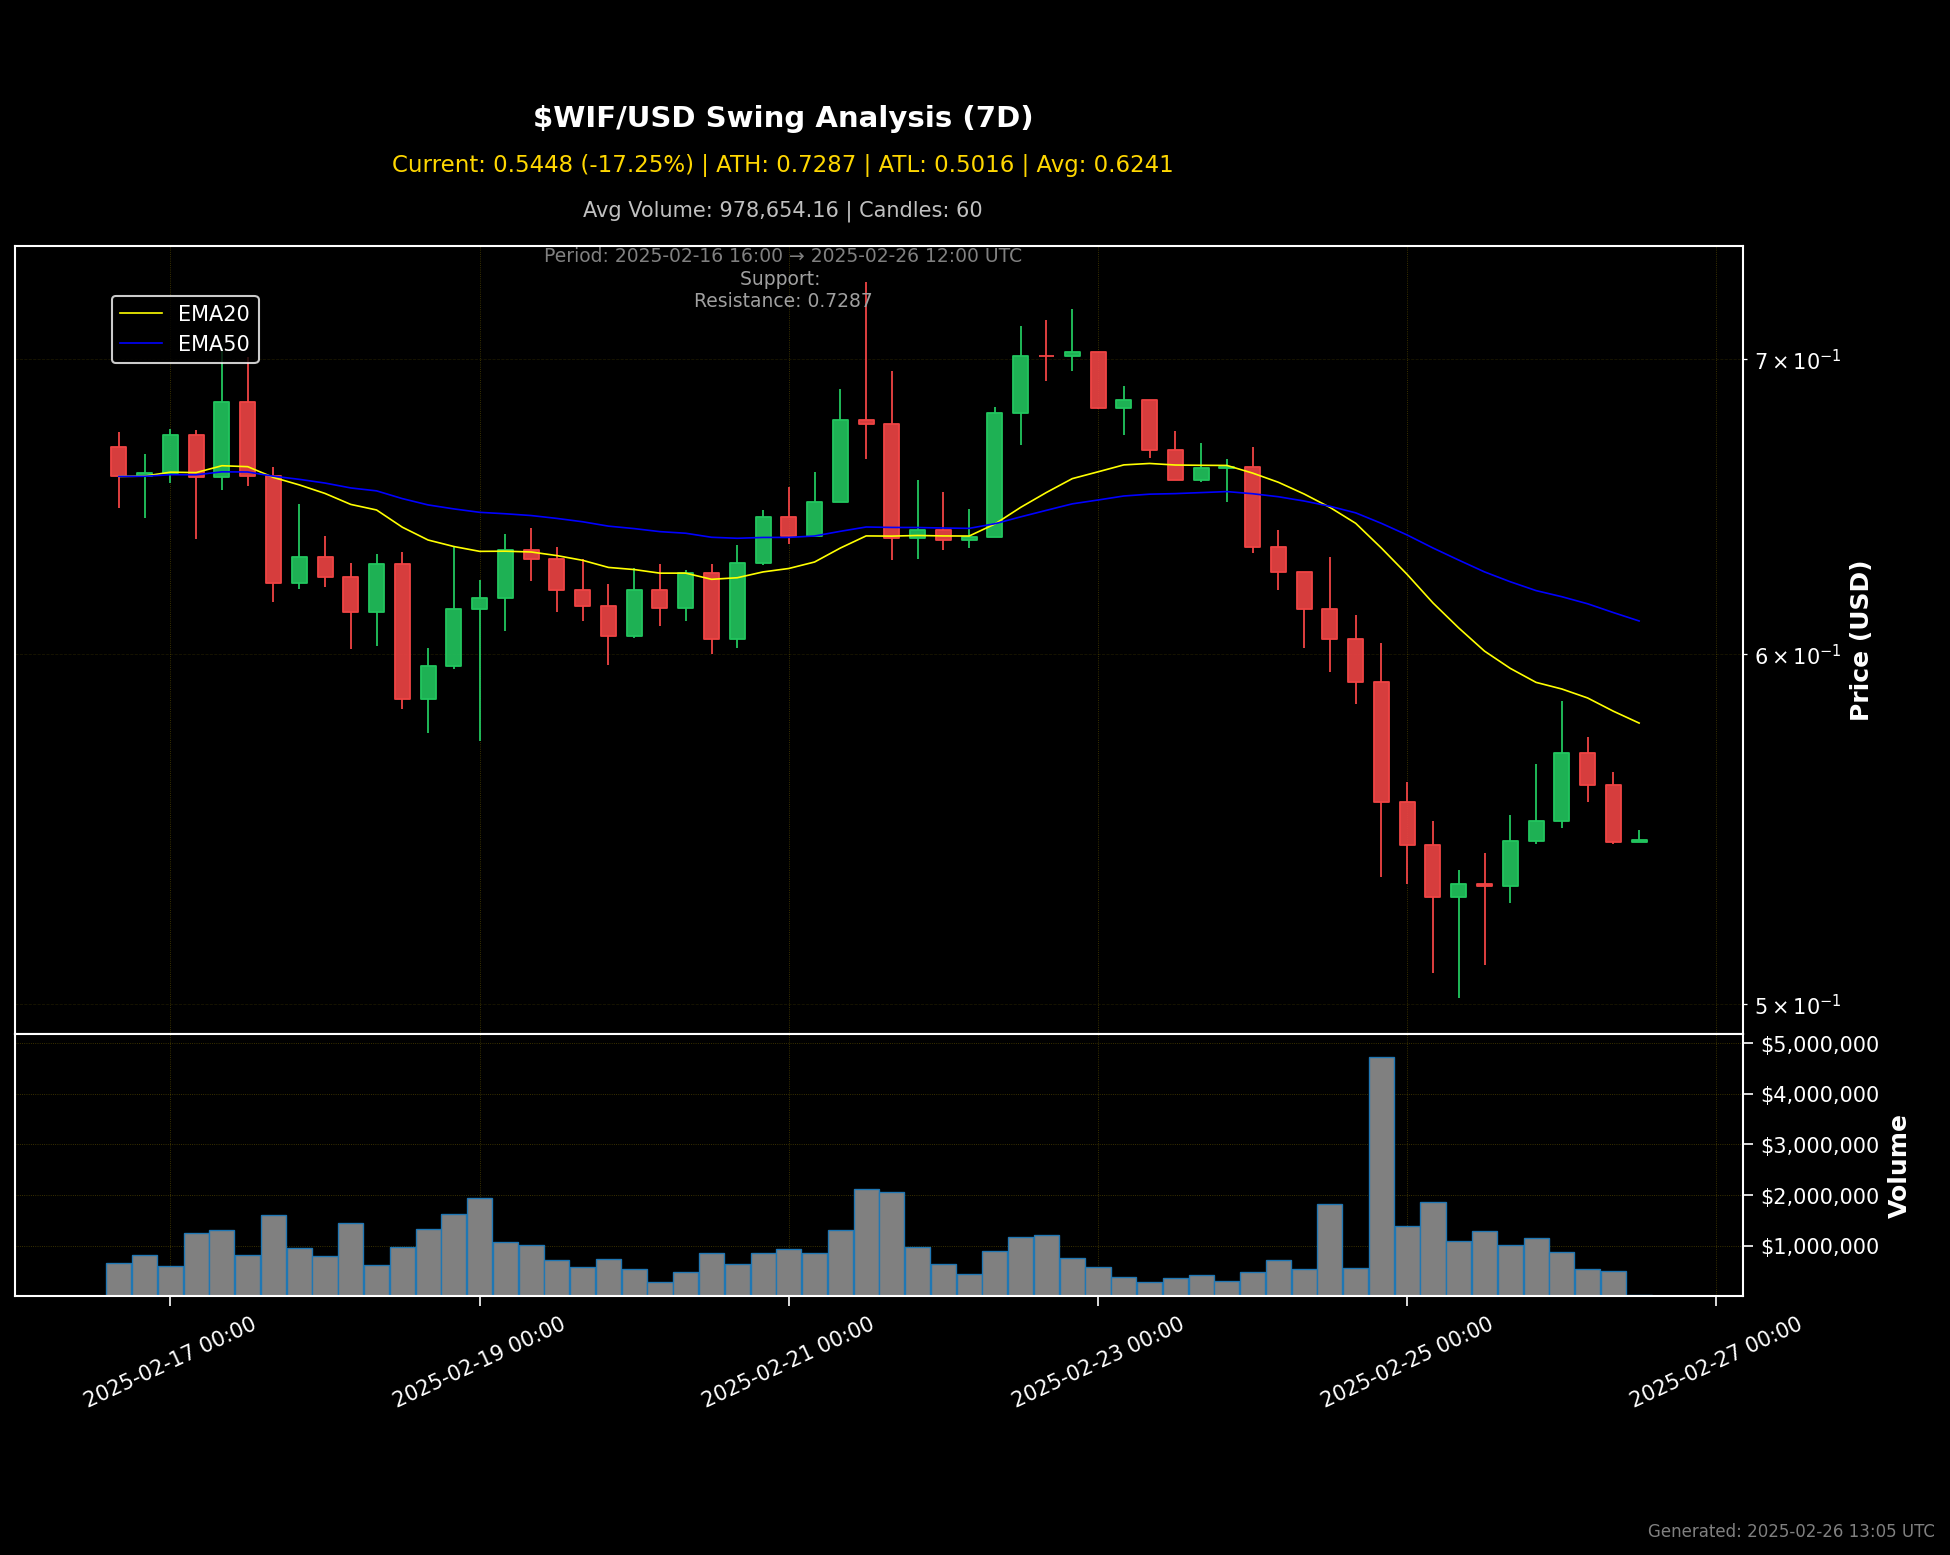 $WIF/USD Swing Analysis (7D)
Current: 0.5448 (-17.25%) | ATH: 0.7287 | ATL: 0.5016 | Avg: 0.6241
Avg Volume: 978,654.16 | Candles: 60
Period: 2025-02-16 16:00 → 2025-02-26 12:00 UTC
Support:
Resistance: 0.7287
EMA20
EMA50
7 × 10⁻¹
6 × 10⁻¹
5 × 10⁻¹
Price (USD)
$5,000,000
$4,000,000
$3,000,000
$2,000,000
$1,000,000
Volume
2025-02-17 00:00
2025-02-19 00:00
2025-02-21 00:00
2025-02-23 00:00
2025-02-25 00:00
2025-02-27 00:00
Generated: 2025-02-26 13:05 UTC